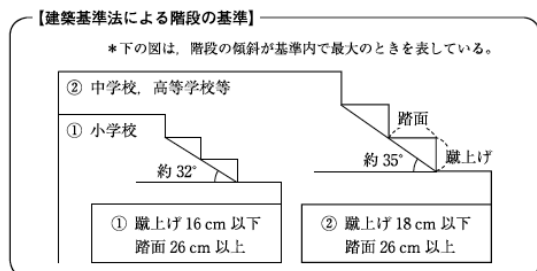 【建築基準法による階段の基準】
＊下の図は，階段の傾斜が基準内で最大のときを表している。
② 中学校，高等学校等
① 小学校
踏面
蹴上げ
約32°
約35°
① 蹴上げ 16 cm 以下
踏面 26 cm 以上
② 蹴上げ 18 cm 以下
踏面 26 cm 以上